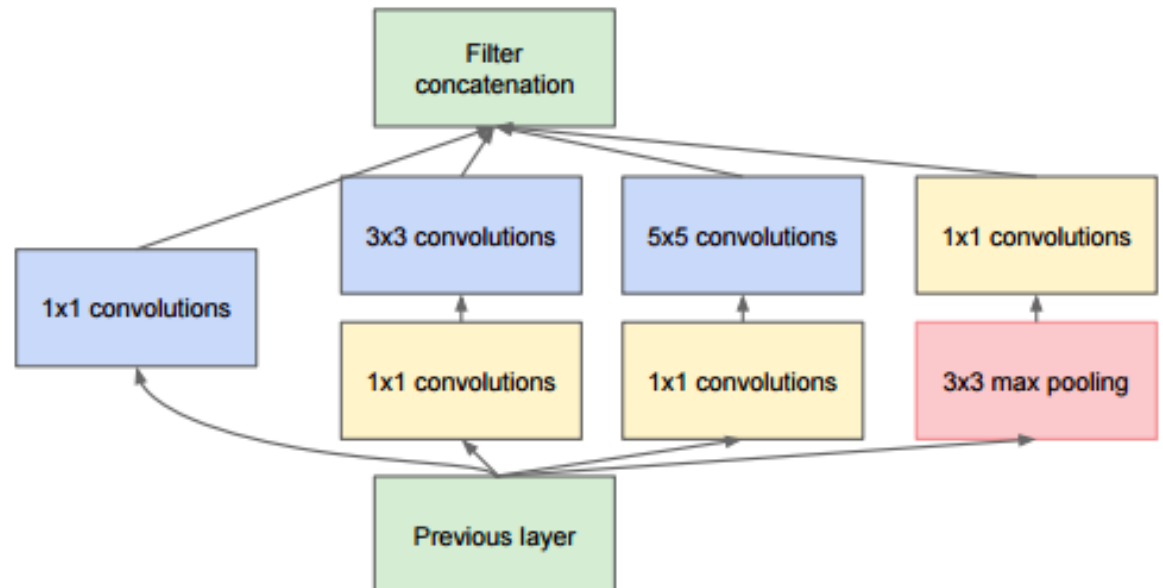 Filter
concatenation
3x3 convolutions
5x5 convolutions
1x1 convolutions
1x1 convolutions
1x1 convolutions
1x1 convolutions
3x3 max pooling
Previous layer